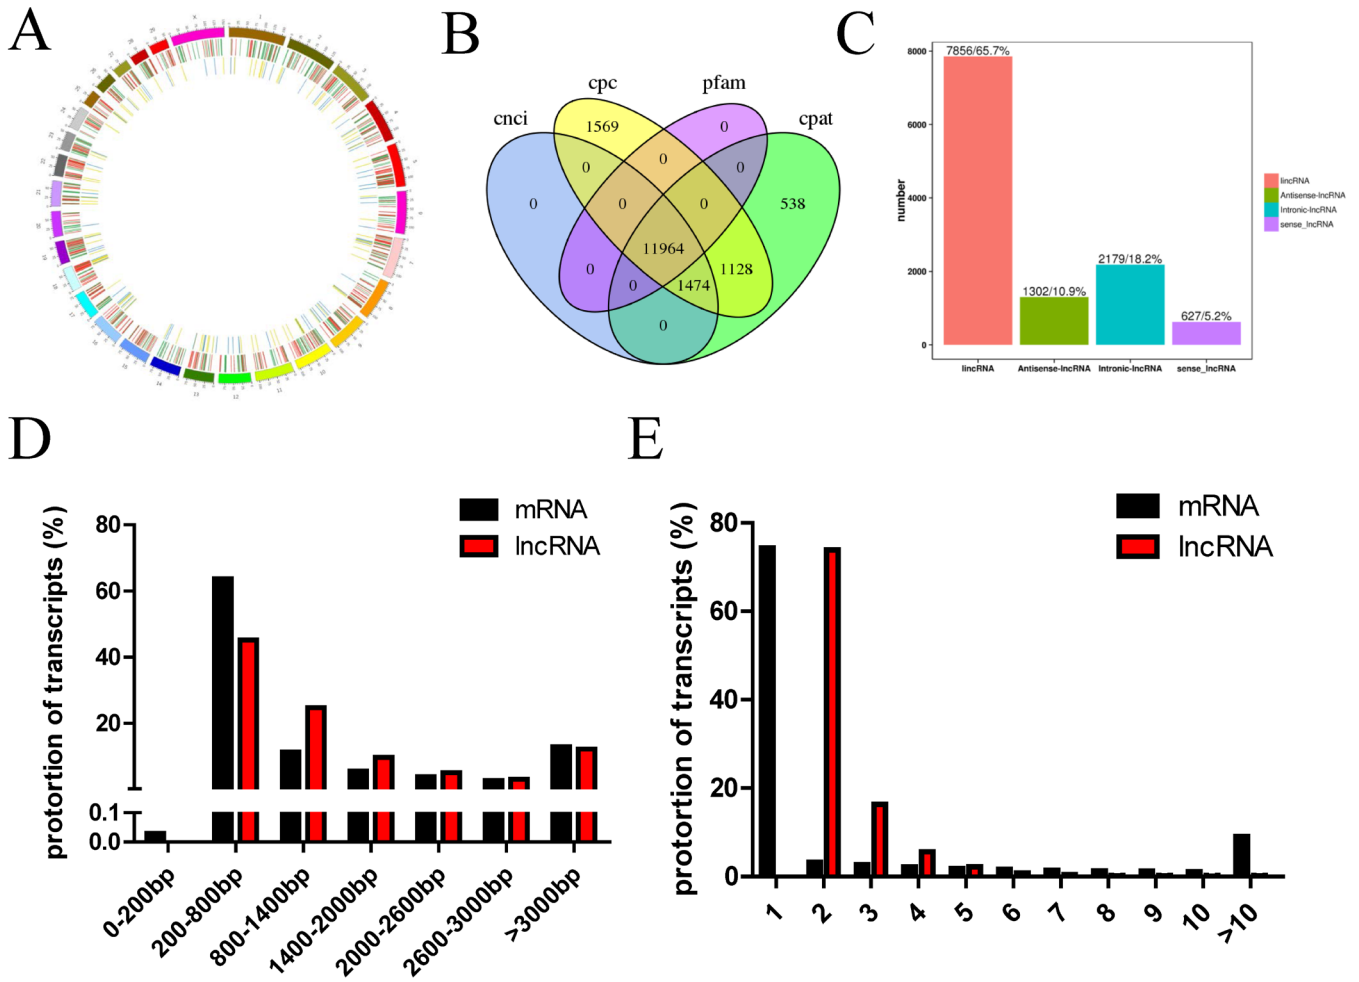 A
B
C
D
E
cnci
cpc
pfam
cpat
1569
0
0
0
0
0
538
0
0
11964
0
1128
0
1474
0
number
8000
6000
4000
2000
0
7856/65.7%
1302/10.9%
2179/18.2%
627/5.2%
lincRNA
Antisense-lncRNA
Intronic-lncRNA
sense_lncRNA
lincRNA
Antisense-lncRNA
Intronic-lncRNA
sense_lncRNA
mRNA
lncRNA
protortion of transcripts (%)
80
60
40
20
0.1
0.0
0-200bp
200-800bp
800-1400bp
1400-2000bp
2000-2600bp
2600-3000bp
>3000bp
mRNA
lncRNA
protortion of transcripts (%)
80
60
40
20
0
1
2
3
4
5
6
7
8
9
10
>10